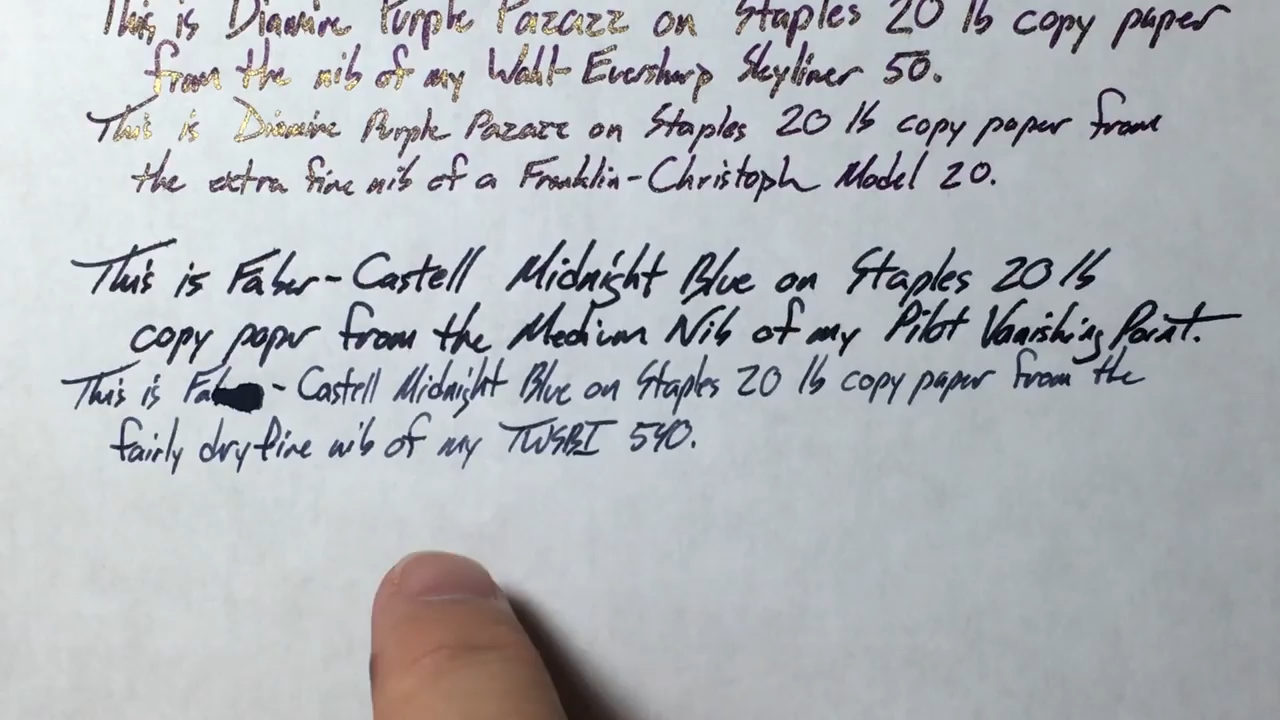 This is Diamine Purple Pazazz on Staples 20 lb copy paper
from the nib of my Wahl-Eversharp Skyliner 50.
This is Diamine Purple Pazazz on Staples 20 lb copy paper from
the extra fine nib of a Franklin-Christoph Model 20.
This is Faber-Castell Midnight Blue on Staples 20 lb
copy paper from the Medium Nib of my Pilot Vanishing Point.
This is Fa - Castell Midnight Blue on Staples 20 lb copy paper from the
fairly dry fine nib of my TWSBI 540.